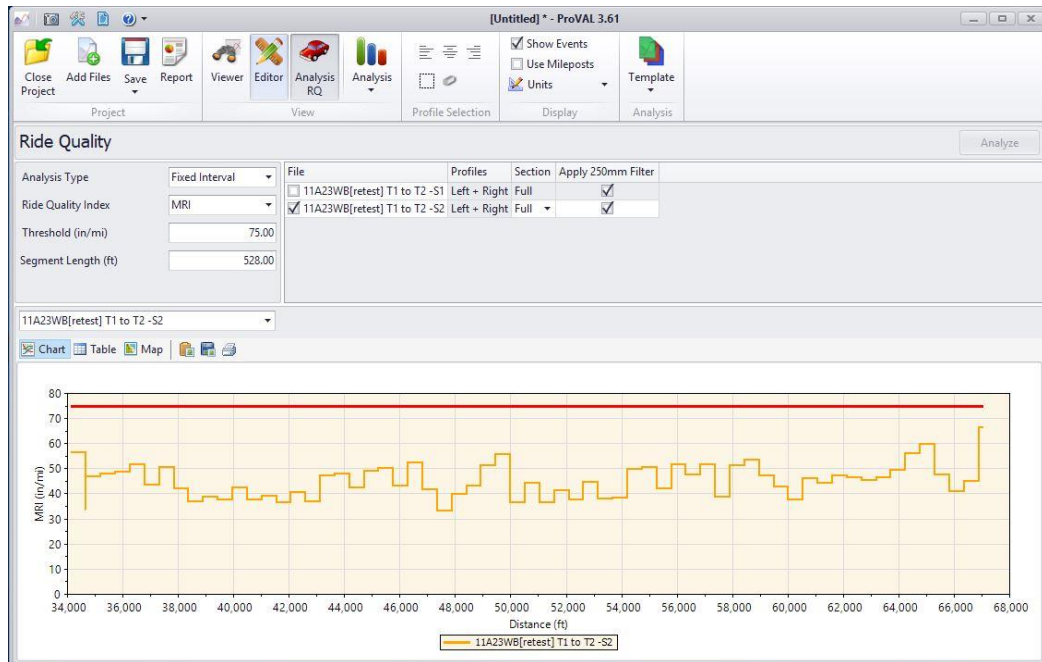 [Untitled] * - ProVAL 3.61
Close Project
Add Files
Save
Report
Viewer
Editor
Analysis RQ
Analysis
Show Events
Use Mileposts
Units
Template
Project
View
Profile Selection
Display
Analysis
Ride Quality
Analyze
Analysis Type Fixed Interval
Ride Quality Index MRI
Threshold (in/mi) 75.00
Segment Length (ft) 528.00
File Profiles Section Apply 250mm Filter
11A23WB[retest] T1 to T2 -S1 Left + Right Full
11A23WB[retest] T1 to T2 -S2 Left + Right Full
11A23WB[retest] T1 to T2 -S2
Chart Table Map
80
70
60
50
40
30
20
10
0
MRI (in/mi)
34,000 36,000 38,000 40,000 42,000 44,000 46,000 48,000 50,000 52,000 54,000 56,000 58,000 60,000 62,000 64,000 66,000 68,000
Distance (ft)
11A23WB[retest] T1 to T2 -S2